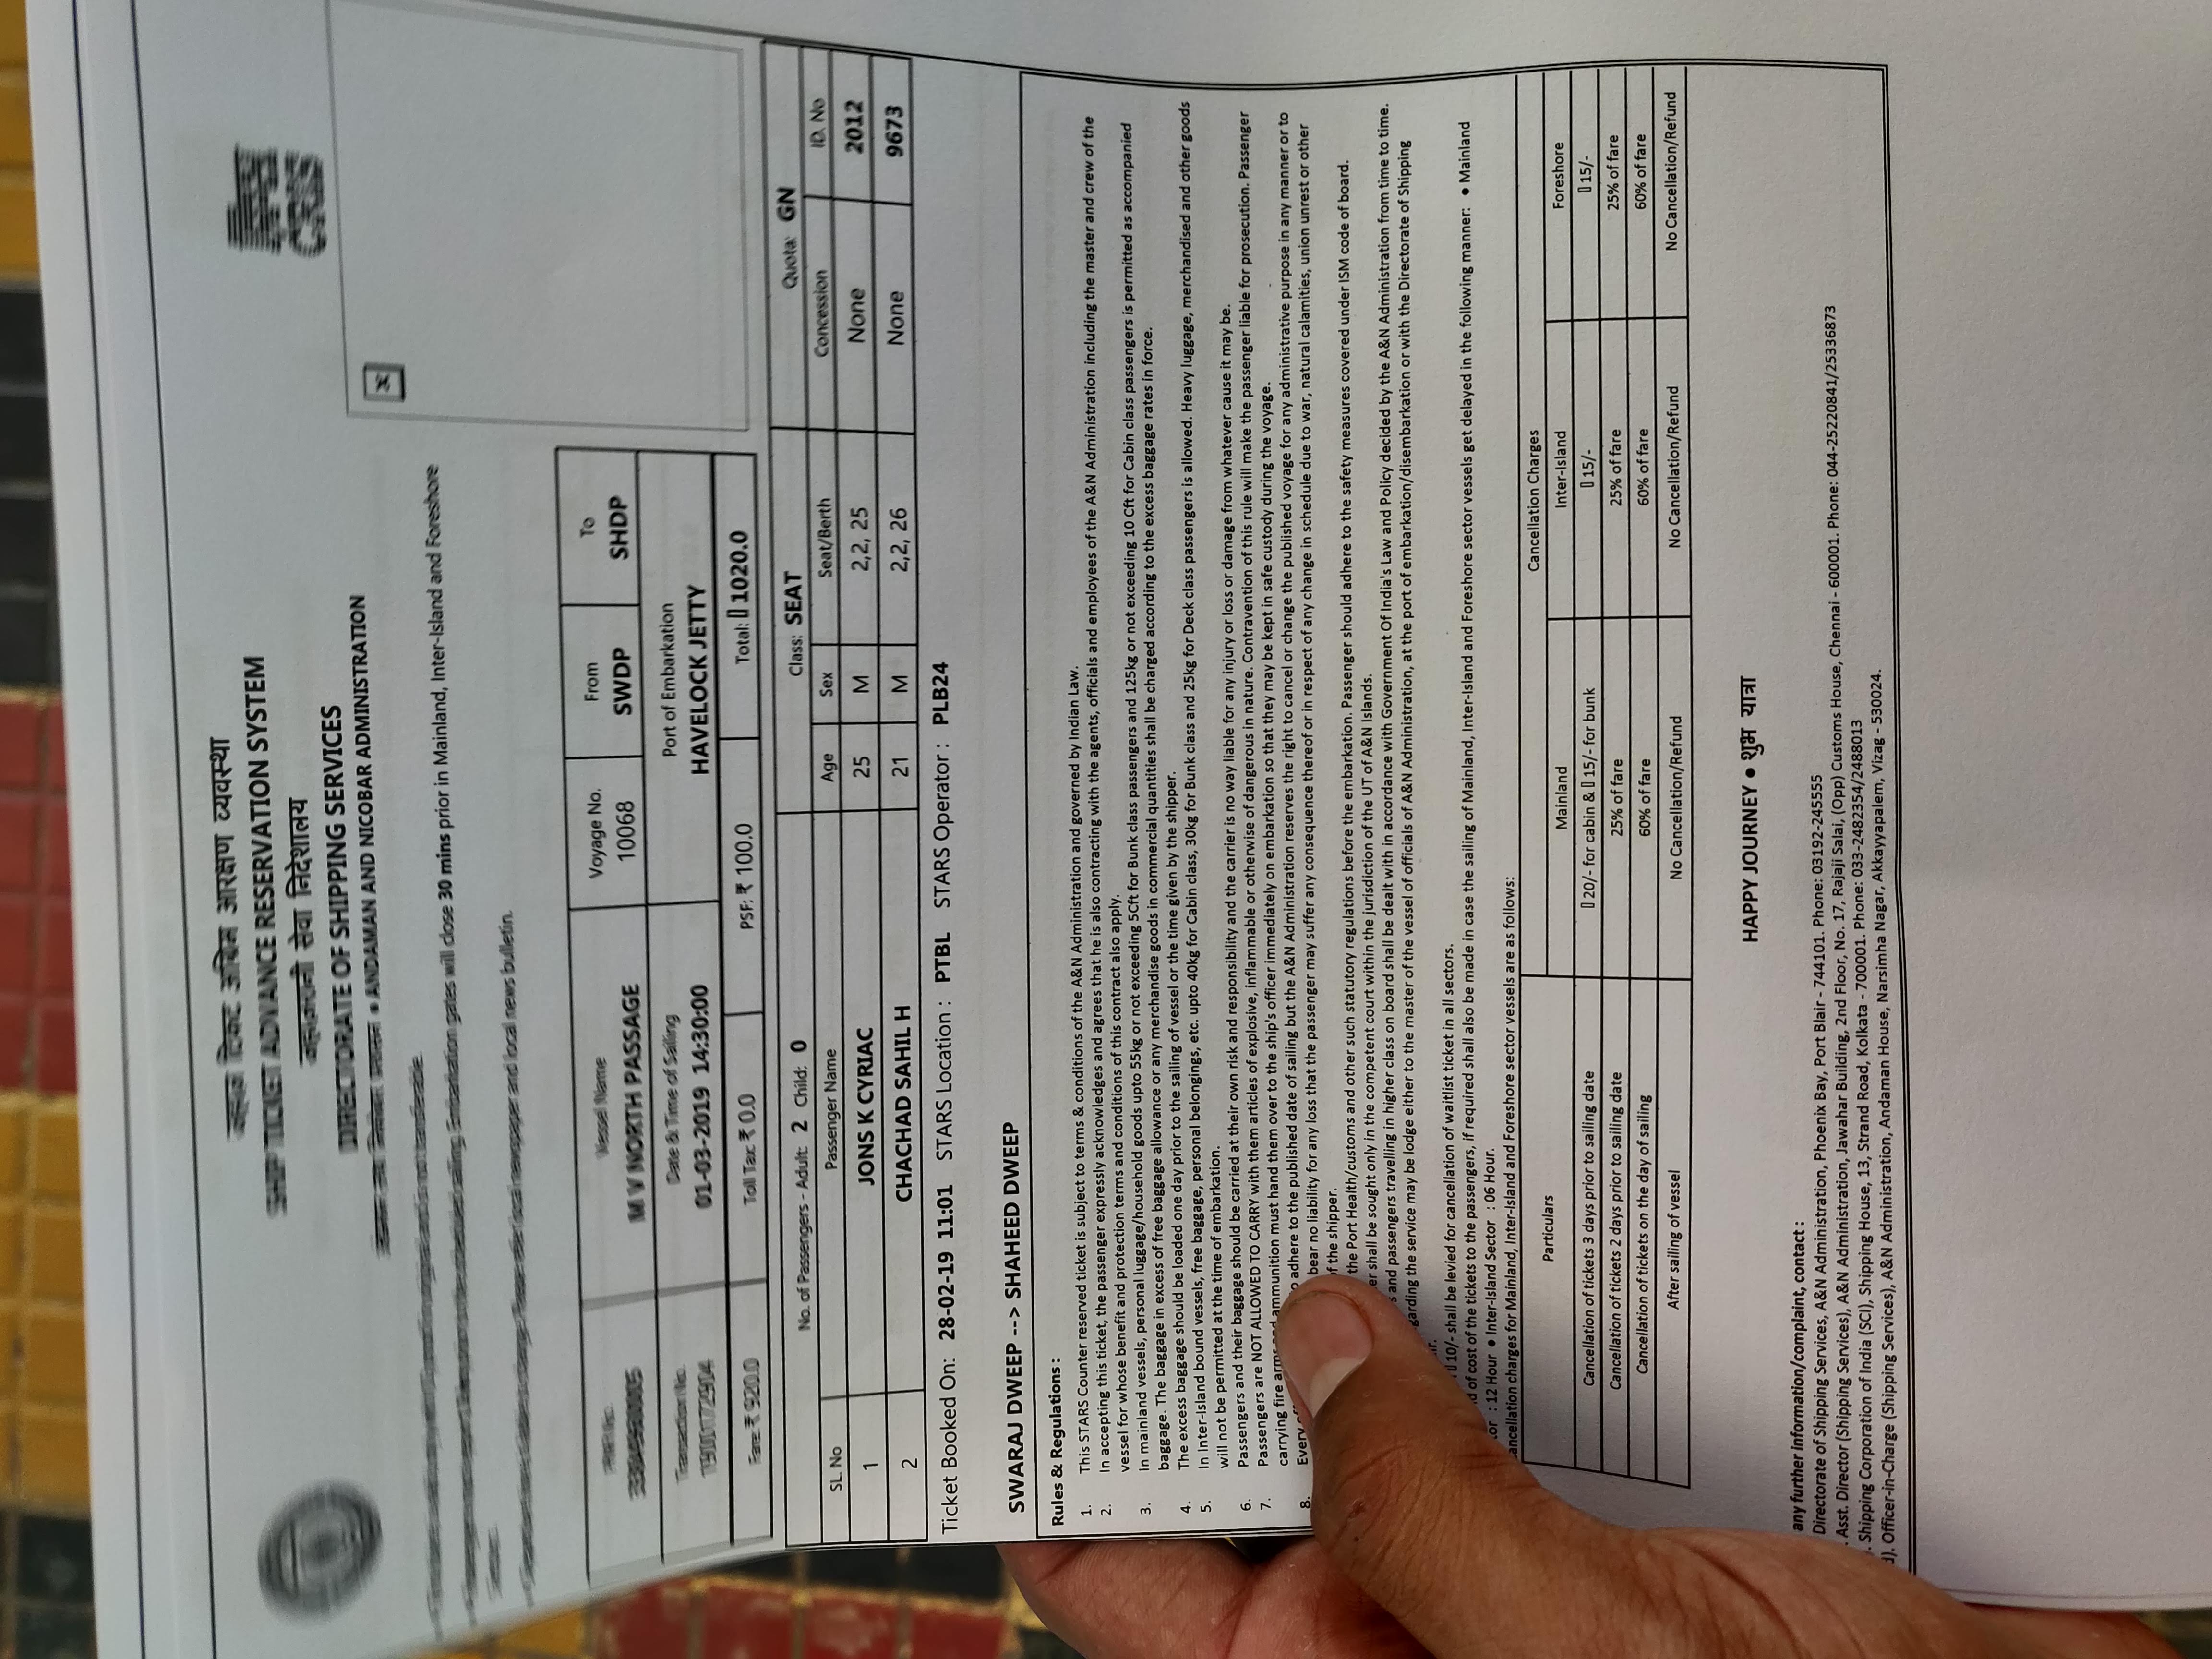 जहाज़ टिकट अग्रिम आरक्षण व्यवस्था
SHIP TICKET ADVANCE RESERVATION SYSTEM
जहाज़रानी सेवा निदेशालय
DIRECTORATE OF SHIPPING SERVICES
• ANDAMAN AND NICOBAR ADMINISTRATION
and is not transferable.
sailing. Embarkation gates will close 30 mins prior in Mainland, Inter-Island and Foreshore
Please refer local newspaper and local news bulletin.
Vessel Name Voyage No. From To
M V NORTH PASSAGE 10068 SWDP SHDP
Transaction No. Date & Time of Sailing Port of Embarkation
01-03-2019 14:30:00 HAVELOCK JETTY
Fare: ₹ 920.0 Toll Tax: ₹ 0.0 PSF: ₹ 100.0 Total: ▯ 1020.0
No. of Passengers - Adult: 2 Child: 0 Class: SEAT Quota: GN
SL. No Passenger Name Age Sex Seat/Berth Concession ID. No
1 JONS K CYRIAC 25 M 2,2, 25 None 2012
2 CHACHAD SAHIL H 21 M 2,2, 26 None 9673
Ticket Booked On: 28-02-19 11:01 STARS Location : PTBL STARS Operator : PLB24
SWARAJ DWEEP --> SHAHEED DWEEP
Rules & Regulations :
1. This STARS Counter reserved ticket is subject to terms & conditions of the A&N Administration and governed by Indian Law.
2. In accepting this ticket, the passenger expressly acknowledges and agrees that he is also contracting with the agents, officials and employees of the A&N Administration including the master and crew of the
vessel for whose benefit and protection terms and conditions of this contract also apply.
3. In mainland vessels, personal luggage/household goods upto 55kg or not exceeding 5Cft for Bunk class passengers and 125kg or not exceeding 10 Cft for Cabin class passengers is permitted as accompanied
baggage. The baggage in excess of free baggage allowance or any merchandise goods in commercial quantities shall be charged according to the excess baggage rates in force.
4. The excess baggage should be loaded one day prior to the sailing of vessel or the time given by the shipper.
5. In Inter-Island bound vessels, free baggage, personal belongings, etc. upto 40kg for Cabin class, 30kg for Bunk class and 25kg for Deck class passengers is allowed. Heavy luggage, merchandised and other goods
will not be permitted at the time of embarkation.
6. Passengers and their baggage should be carried at their own risk and responsibility and the carrier is no way liable for any injury or loss or damage from whatever cause it may be.
7. Passengers are NOT ALLOWED TO CARRY with them articles of explosive, inflammable or otherwise of dangerous in nature. Contravention of this rule will make the passenger liable for prosecution. Passenger
carrying fire arms and ammunition must hand them over to the ship's officer immediately on embarkation so that they may be kept in safe custody during the voyage.
8. Every adhere to the published date of sailing but the A&N Administration reserves the right to cancel or change the published voyage for any administrative purpose in any manner or to
bear no liability for any loss that the passenger may suffer any consequence thereof or in respect of any change in schedule due to war, natural calamities, union unrest or other
of the shipper.
the Port Health/customs and other such statutory regulations before the embarkation. Passenger should adhere to the safety measures covered under ISM code of board.
shall be sought only in the competent court within the jurisdiction of the UT of A&N Islands.
and passengers travelling in higher class on board shall be dealt with in accordance with Government Of India's Law and Policy decided by the A&N Administration from time to time.
the service may be lodge either to the master of the vessel of officials of A&N Administration, at the port of embarkation/disembarkation or with the Directorate of Shipping
▯ 10/- shall be levied for cancellation of waitlist ticket in all sectors.
of cost of the tickets to the passengers, if required shall also be made in case the sailing of Mainland, Inter-Island and Foreshore sector vessels get delayed in the following manner: • Mainland
: 12 Hour • Inter-Island Sector : 06 Hour.
ancellation charges for Mainland, Inter-Island and Foreshore sector vessels are as follows:
Particulars Cancellation Charges
Mainland Inter-Island Foreshore
Cancellation of tickets 3 days prior to sailing date ▯ 20/- for cabin & ▯ 15/- for bunk ▯ 15/- ▯ 15/-
Cancellation of tickets 2 days prior to sailing date 25% of fare 25% of fare 25% of fare
Cancellation of tickets on the day of sailing 60% of fare 60% of fare 60% of fare
After sailing of vessel No Cancellation/Refund No Cancellation/Refund No Cancellation/Refund
HAPPY JOURNEY • शुभ यात्रा
any further information/complaint, contact :
Directorate of Shipping Services, A&N Administration, Phoenix Bay, Port Blair - 744101. Phone: 03192-245555
. Asst. Director (Shipping Services), A&N Administration, Jawahar Building, 2nd Floor, No. 17, Rajaji Salai, (Opp) Customs House, Chennai - 600001. Phone: 044-25220841/25336873
). Shipping Corporation of India (SCI), Shipping House, 13, Strand Road, Kolkata - 700001. Phone: 033-2482354/2488013
d). Officer-in-Charge (Shipping Services), A&N Administration, Andaman House, Narsimha Nagar, Akkayyapalem, Vizag - 530024.